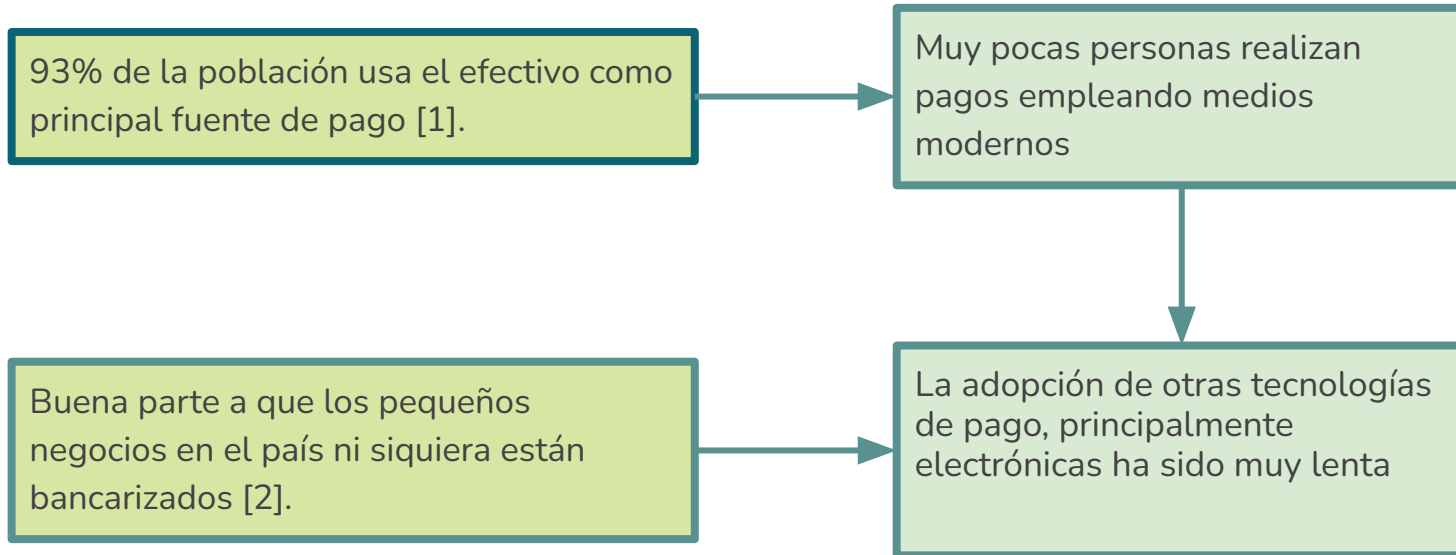 93% de la población usa el efectivo como
principal fuente de pago [1].
Muy pocas personas realizan
pagos empleando medios
modernos
Buena parte a que los pequeños
negocios en el país ni siquiera están
bancarizados [2].
La adopción de otras tecnologías
de pago, principalmente
electrónicas ha sido muy lenta